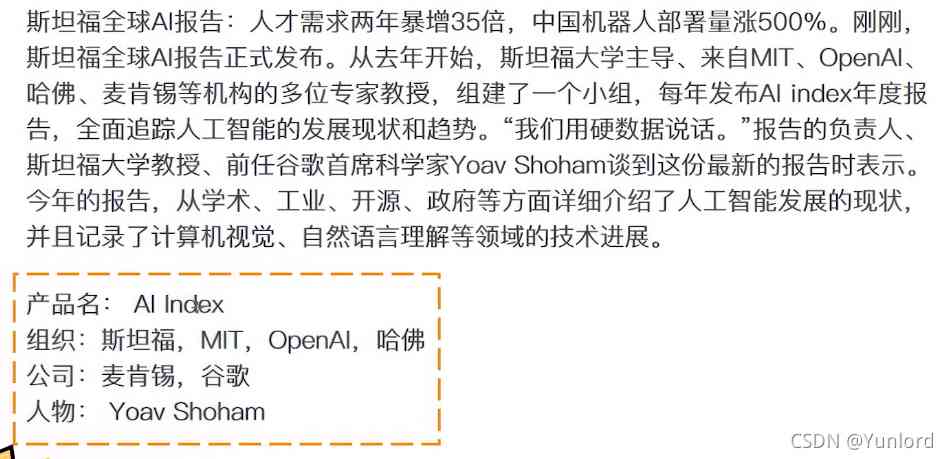 斯坦福全球AI报告：人才需求两年暴增35倍，中国机器人部署量涨500%。刚刚，
斯坦福全球AI报告正式发布。从去年开始，斯坦福大学主导、来自MIT、OpenAI、
哈佛、麦肯锡等机构的多位专家教授，组建了一个小组，每年发布AI index年度报
告，全面追踪人工智能的发展现状和趋势。“我们用硬数据说话。”报告的负责人、
斯坦福大学教授、前任谷歌首席科学家Yoav Shoham谈到这份最新的报告时表示。
今年的报告，从学术、工业、开源、政府等方面详细介绍了人工智能发展的现状，
并且记录了计算机视觉、自然语言理解等领域的技术进展。
产品名： AI Index
组织：斯坦福，MIT，OpenAI，哈佛
公司：麦肯锡，谷歌
人物： Yoav Shoham
CSDN @Yunlord